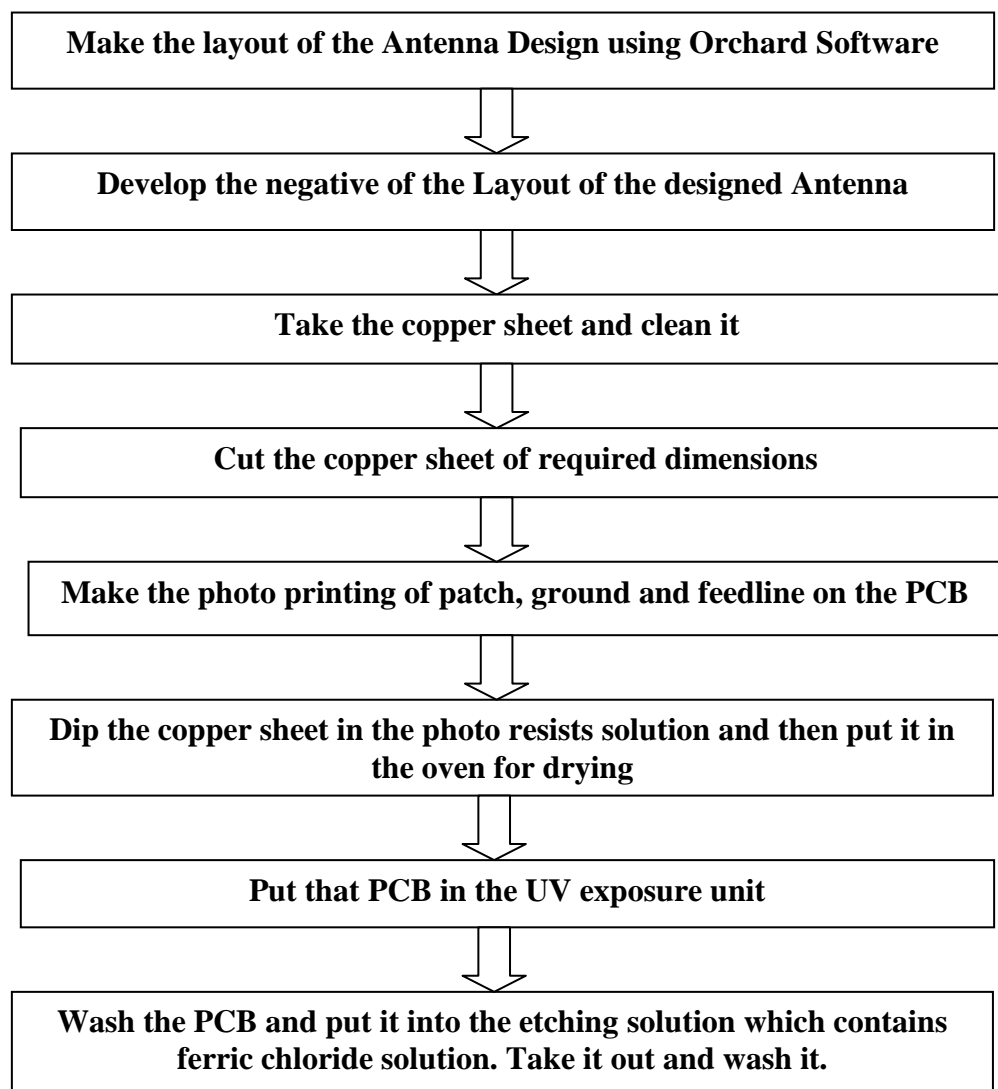 Make the layout of the Antenna Design using Orchard Software
Develop the negative of the Layout of the designed Antenna
Take the copper sheet and clean it
Cut the copper sheet of required dimensions
Make the photo printing of patch, ground and feedline on the PCB
Dip the copper sheet in the photo resists solution and then put it in
the oven for drying
Put that PCB in the UV exposure unit
Wash the PCB and put it into the etching solution which contains
ferric chloride solution. Take it out and wash it.